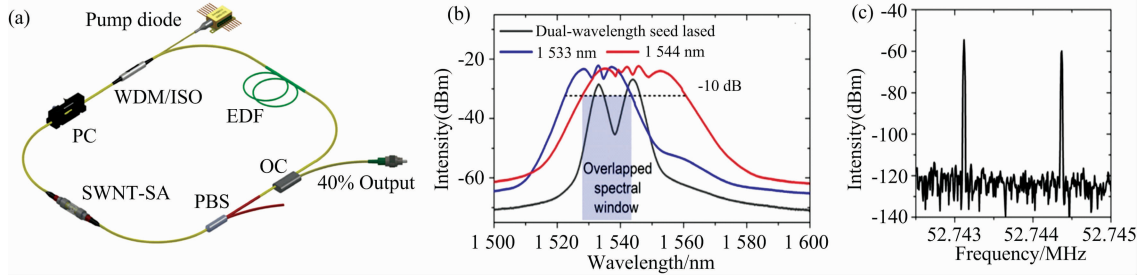 (a)
Pump diode
WDM/ISO
PC
EDF
OC
SWNT-SA
PBS
40% Output
(b)
Dual-wavelength seed lased
1 533 nm
1 544 nm
-10 dB
Overlapped
spectral
window
Intensity(dBm)
-20
-40
-60
1 500
1 520
1 540
1 560
1 580
1 600
Wavelength/nm
(c)
Intensity(dBm)
-40
-60
-80
-100
-120
-140
52.743
52.744
52.745
Frequency/MHz